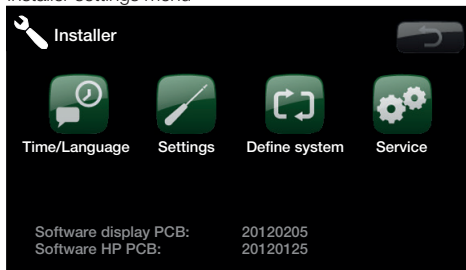 Installer settings menu
Installer
Time/Language Settings Define system Service
Software display PCB: 20120205
Software HP PCB: 20120125